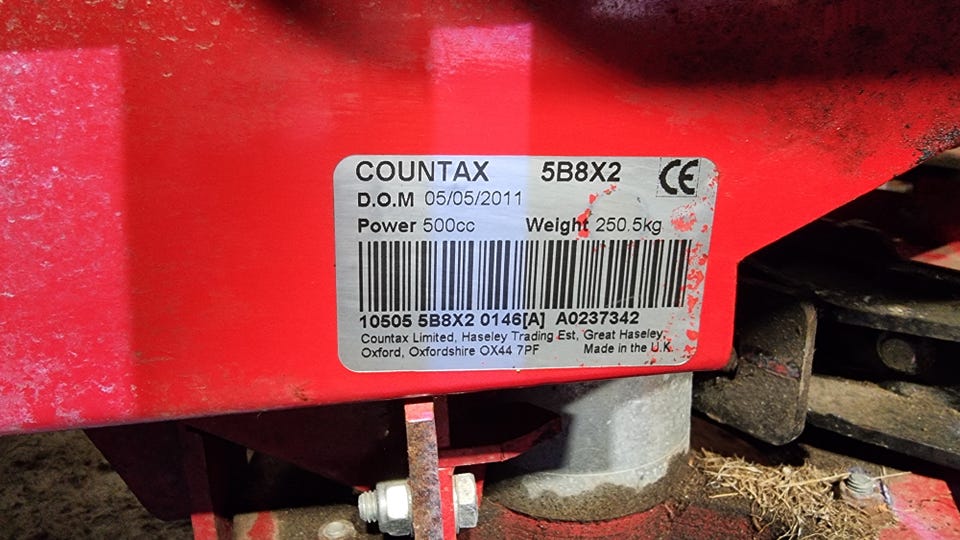 COUNTAX 5B8X2 CE
D.O.M 05/05/2011
Power 500cc Weight 250.5kg
10505 5B8X2 0146[A] A0237342
Countax Limited, Haseley Trading Est, Great Haseley
Oxford, Oxfordshire OX44 7PF Made in the U.K